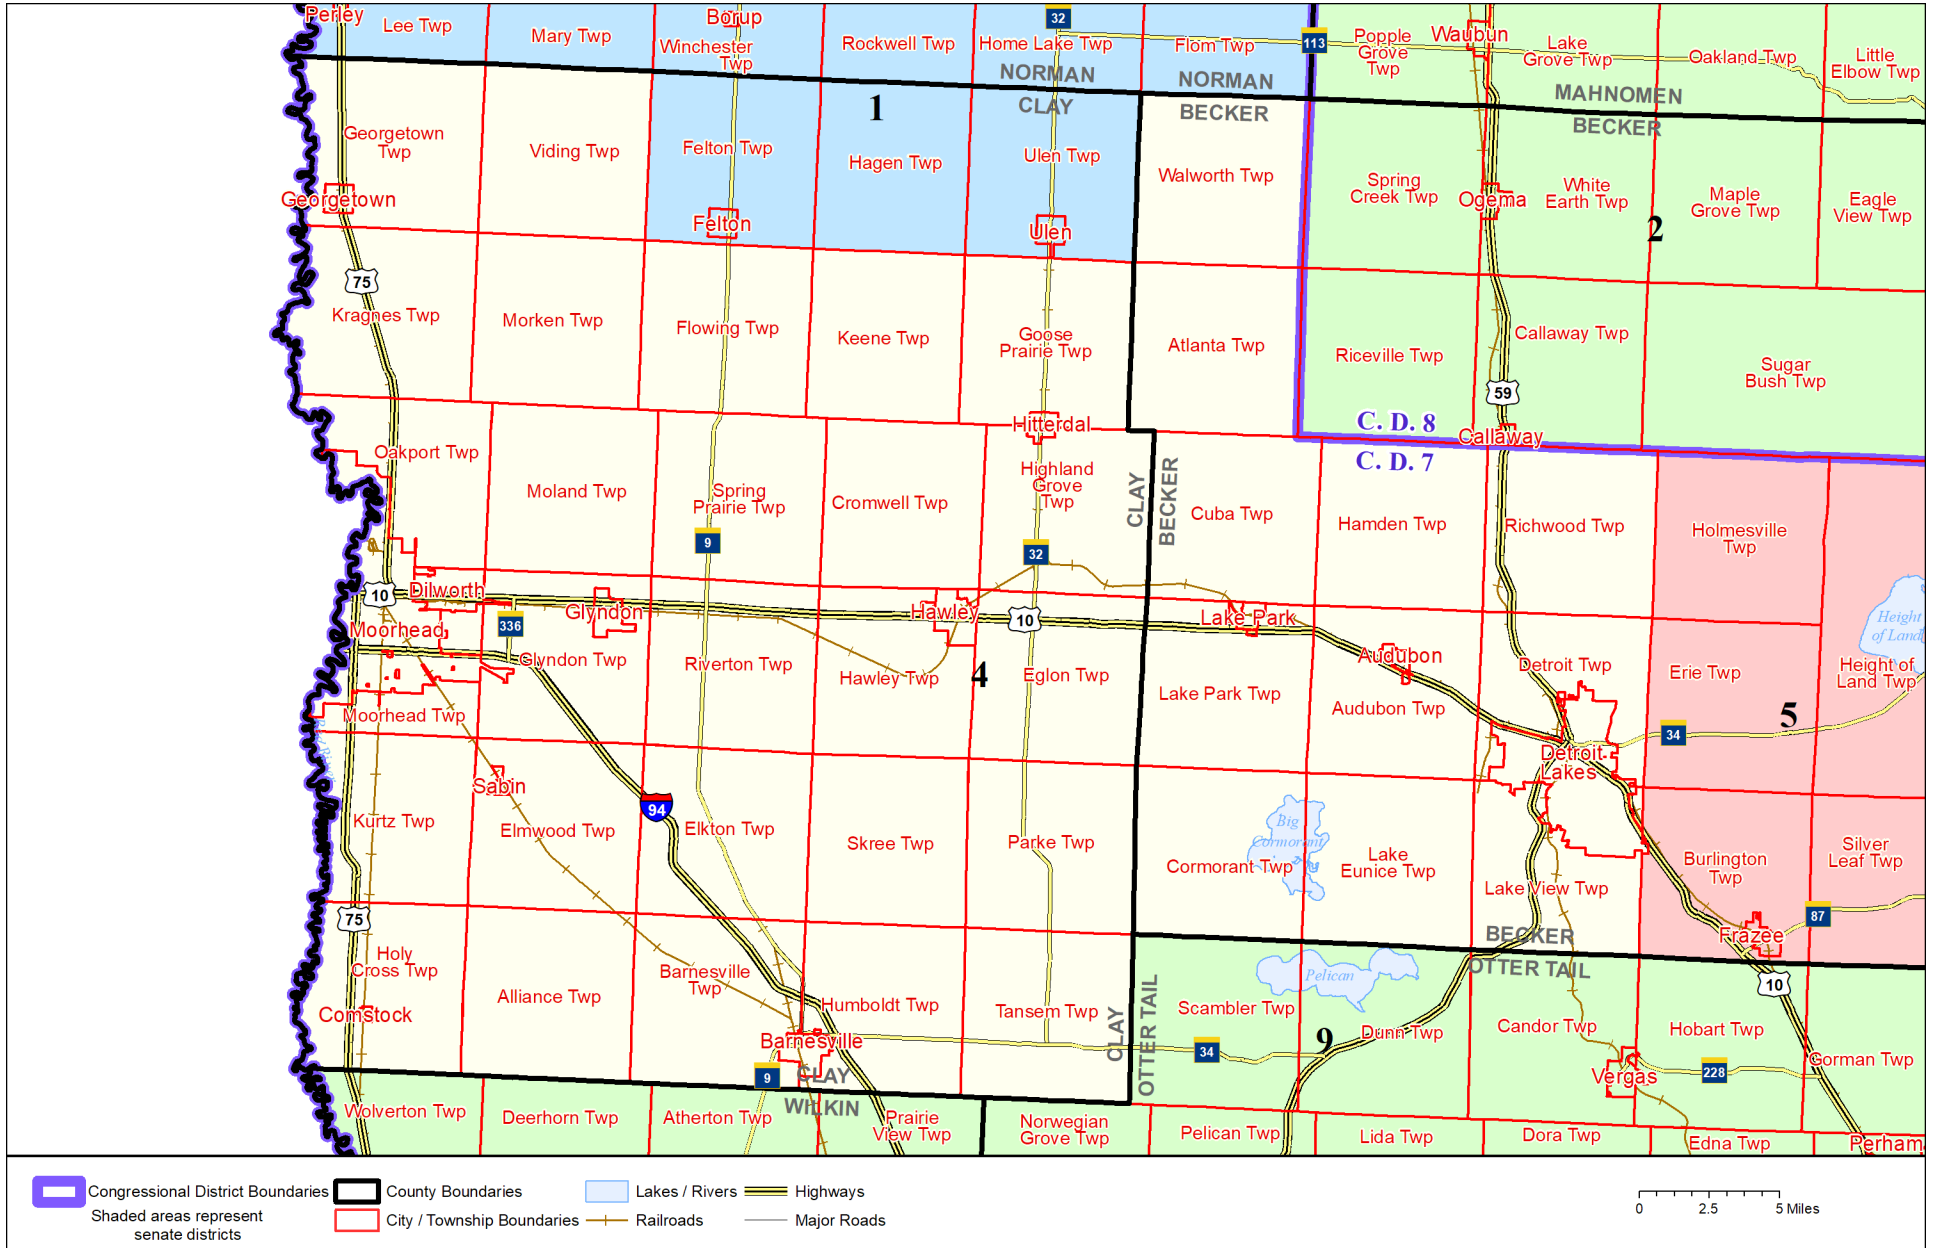 Perley
Lee Twp
Mary Twp
Borup
Winchester
Twp
Rockwell Twp
32
Home Lake Twp
Flom Twp
113
Popple
Grove
Twp
Waubun
Lake
Grove Twp
Oakland Twp
Little
Elbow Twp
NORMAN
CLAY
NORMAN
BECKER
MAHNOMEN
BECKER
1
Georgetown
Twp
Viding Twp
Felton Twp
Hagen Twp
Ulen Twp
Walworth Twp
Spring
Creek Twp
Ogema
White
Earth Twp
Maple
Grove Twp
Eagle
View Twp
Georgetown
Felton
Ulen
2
75
Kragnes Twp
Morken Twp
Flowing Twp
Keene Twp
Goose
Prairie Twp
Atlanta Twp
Riceville Twp
Callaway Twp
Sugar
Bush Twp
59
Hitterdal
C. D. 8
Callaway
C. D. 7
Oakport Twp
Moland Twp
Spring
Prairie Twp
Cromwell Twp
Highland
Grove
Twp
CLAY
BECKER
Cuba Twp
Hamden Twp
Richwood Twp
Holmesville
Twp
9
32
10
Dilworth
336
Glyndon
Hawley
10
Lake Park
Height
of Land
Moorhead
Glyndon Twp
Riverton Twp
Hawley Twp
4
Eglon Twp
Lake Park Twp
Audubon
Audubon Twp
Detroit Twp
Erie Twp
Height of
Land Twp
5
Moorhead Twp
34
Detroit
Lakes
Sabin
94
Kurtz Twp
Elmwood Twp
Elkton Twp
Skree Twp
Parke Twp
Big
Cormorant
Cormorant Twp
Lake
Eunice Twp
Lake View Twp
Burlington
Twp
Silver
Leaf Twp
75
87
Frazee
BECKER
OTTER TAIL
Holy
Cross Twp
Alliance Twp
Barnesville
Twp
Humboldt Twp
Tansem Twp
CLAY
OTTER TAIL
Pelican
Scambler Twp
Dunn Twp
Candor Twp
Hobart Twp
10
Gorman Twp
Comstock
Barnesville
34
9
228
Vergas
9
CLAY
WILKIN
Wolverton Twp
Deerhorn Twp
Atherton Twp
Prairie
View Twp
Norwegian
Grove Twp
Pelican Twp
Lida Twp
Dora Twp
Edna Twp
Perham
Congressional District Boundaries
Shaded areas represent
senate districts
County Boundaries
City / Township Boundaries
Lakes / Rivers
Railroads
Highways
Major Roads
0 2.5 5 Miles